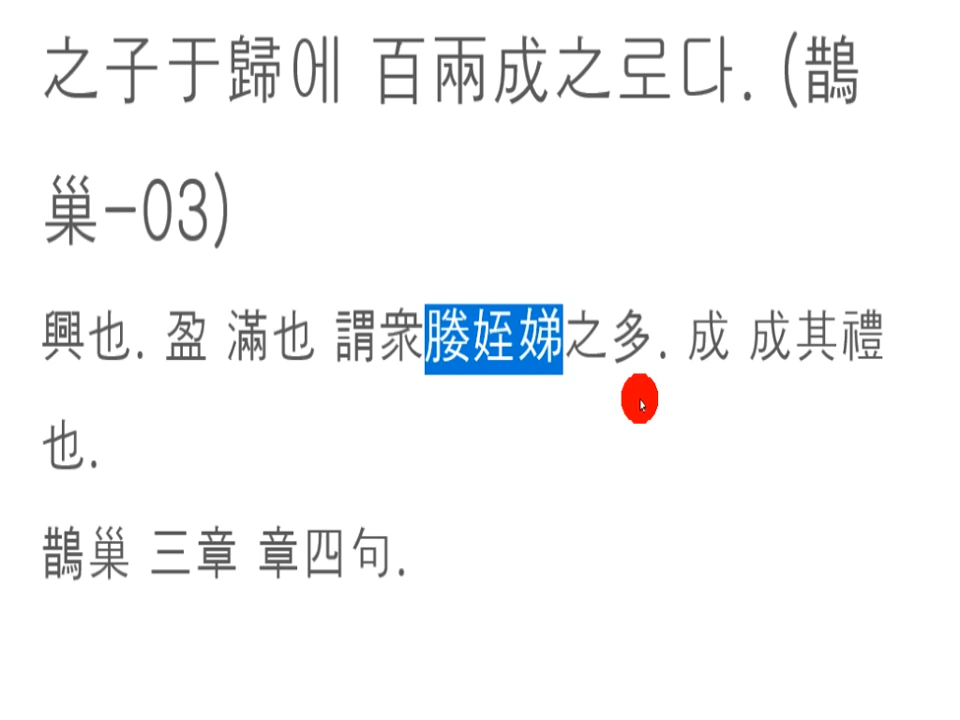 之子于歸에 百兩成之로다. (鵲
巢-03)
興也. 盈 滿也 謂衆媵姪娣之多. 成 成其禮
也.
鵲巢 三章 章四句.